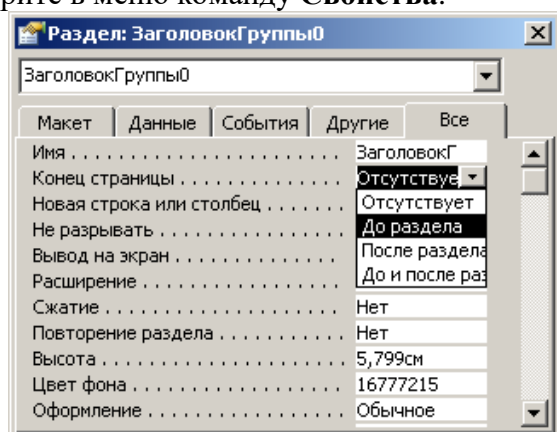 рите в меню команду Свойства.
Раздел: ЗаголовокГруппы0
ЗаголовокГруппы0
Макет Данные События Другие Все
Имя . . . . . . . . . . . . . . . . . . . . . . . ЗаголовокГ
Конец страницы . . . . . . . . . . . . . . Отсутствуе
Новая строка или столбец . . . . . . . Отсутствует
Не разрывать . . . . . . . . . . . . . . . . До раздела
Вывод на экран . . . . . . . . . . . . . . После раздела
Расширение . . . . . . . . . . . . . . . . . До и после раз
Сжатие . . . . . . . . . . . . . . . . . . . . Нет
Повторение раздела . . . . . . . . . . . Нет
Высота . . . . . . . . . . . . . . . . . . . . 5,799см
Цвет фона . . . . . . . . . . . . . . . . . . 16777215
Оформление . . . . . . . . . . . . . . . . . Обычное